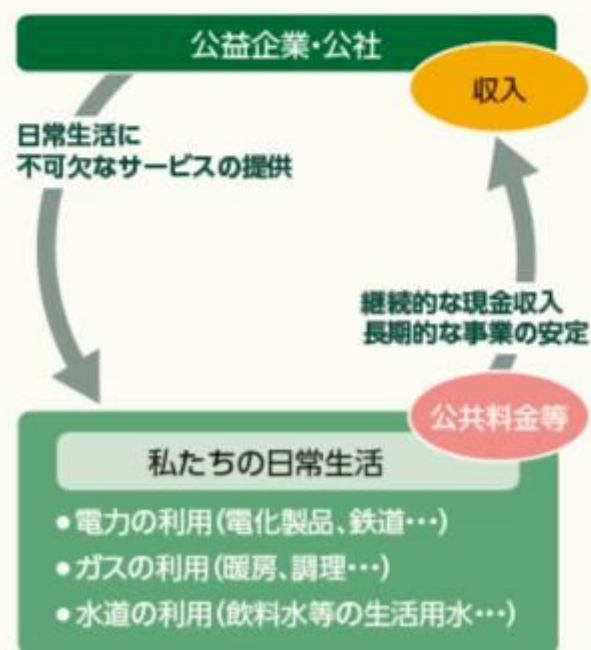 公益企業・公社
収入
日常生活に
不可欠なサービスの提供
継続的な現金収入
長期的な事業の安定
公共料金等
私たちの日常生活
●電力の利用(電化製品、鉄道・・・)
●ガスの利用(暖房、調理・・・)
●水道の利用(飲料水等の生活用水・・・)